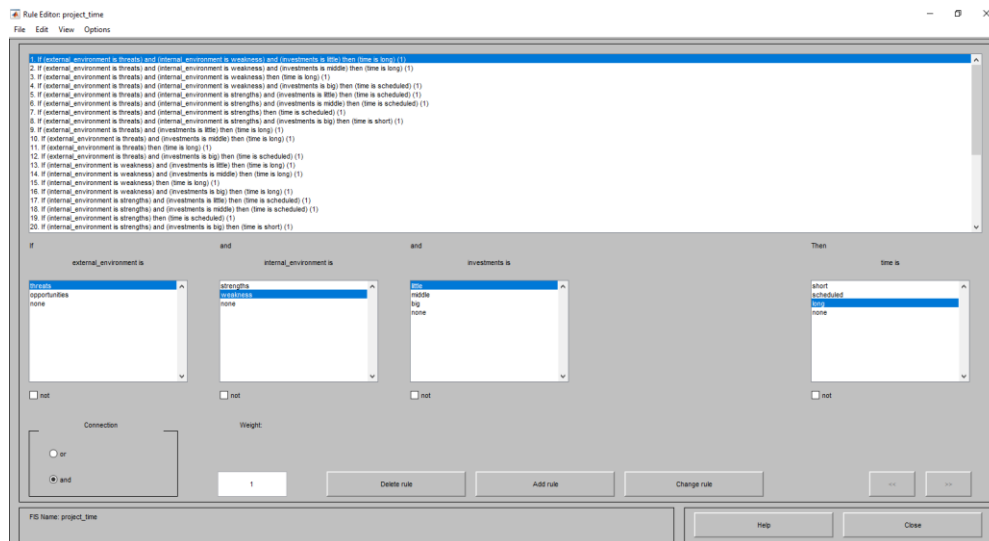 Rule Editor: project_time
File Edit View Options
1. If (external_environment is threats) and (internal_environment is weakness) and (investments is little) then (time is long) (1)
2. If (external_environment is threats) and (internal_environment is weakness) and (investments is middle) then (time is long) (1)
3. If (external_environment is threats) and (internal_environment is weakness) then (time is long) (1)
4. If (external_environment is threats) and (internal_environment is weakness) and (investments is big) then (time is scheduled) (1)
5. If (external_environment is threats) and (internal_environment is strengths) and (investments is little) then (time is scheduled) (1)
6. If (external_environment is threats) and (internal_environment is strengths) and (investments is middle) then (time is scheduled) (1)
7. If (external_environment is threats) and (internal_environment is strengths) then (time is scheduled) (1)
8. If (external_environment is threats) and (internal_environment is strengths) and (investments is big) then (time is short) (1)
9. If (external_environment is threats) and (investments is little) then (time is long) (1)
10. If (external_environment is threats) and (investments is middle) then (time is long) (1)
11. If (external_environment is threats) then (time is long) (1)
12. If (external_environment is threats) and (investments is big) then (time is scheduled) (1)
13. If (internal_environment is weakness) and (investments is little) then (time is long) (1)
14. If (internal_environment is weakness) and (investments is middle) then (time is long) (1)
15. If (internal_environment is weakness) then (time is long) (1)
16. If (internal_environment is weakness) and (investments is big) then (time is long) (1)
17. If (internal_environment is strengths) and (investments is little) then (time is scheduled) (1)
18. If (internal_environment is strengths) and (investments is middle) then (time is scheduled) (1)
19. If (internal_environment is strengths) then (time is scheduled) (1)
20. If (internal_environment is strengths) and (investments is big) then (time is short) (1)
If and and Then
external_environment is internal_environment is investments is time is
threats strengths little short
opportunities weakness middle scheduled
none none big long
none none
not not not not
Connection Weight:
or
and 1 Delete rule Add rule Change rule << >>
FIS Name: project_time Help Close